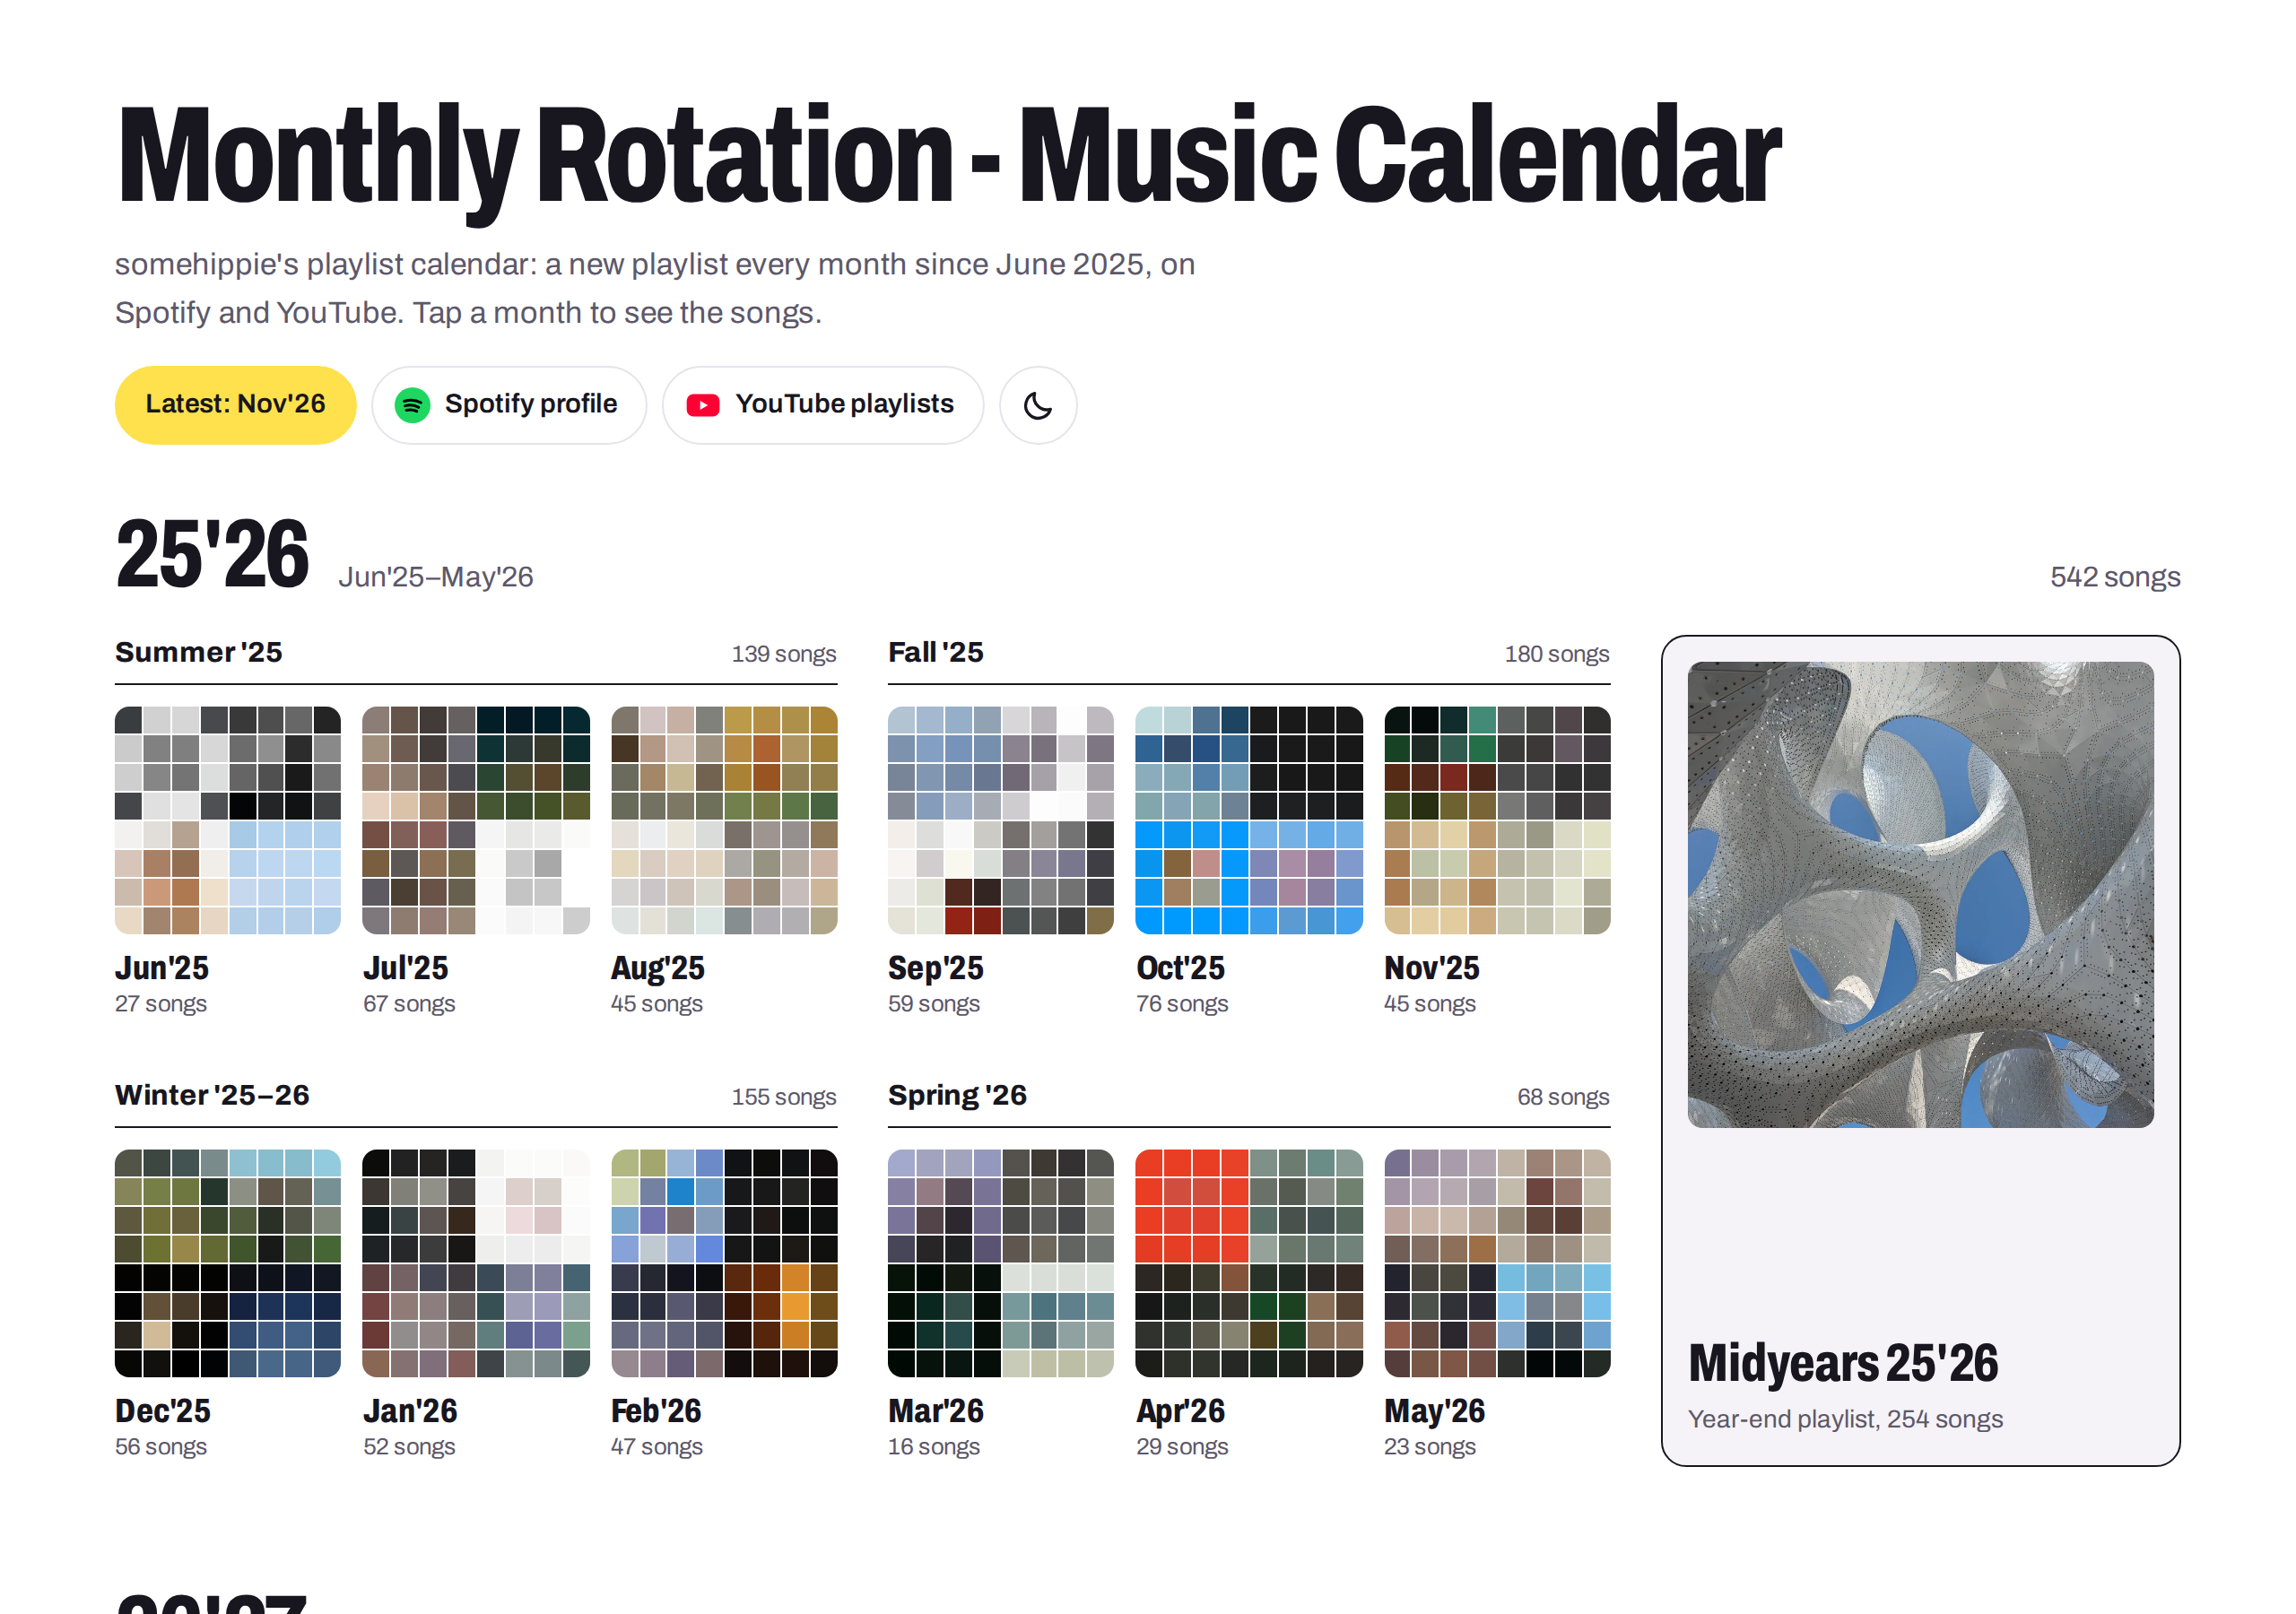 Monthly Rotation - Music Calendar
somehippie's playlist calendar: a new playlist every month since June 2025, on
Spotify and YouTube. Tap a month to see the songs.
Latest: Nov'26
Spotify profile
YouTube playlists
25'26 Jun'25–May'26
542 songs
Summer '25
139 songs
Jun'25
27 songs
Jul'25
67 songs
Aug'25
45 songs
Fall '25
180 songs
Sep'25
59 songs
Oct'25
76 songs
Nov'25
45 songs
Winter '25–26
155 songs
Dec'25
56 songs
Jan'26
52 songs
Feb'26
47 songs
Spring '26
68 songs
Mar'26
16 songs
Apr'26
29 songs
May'26
23 songs
Midyears 25'26
Year-end playlist, 254 songs